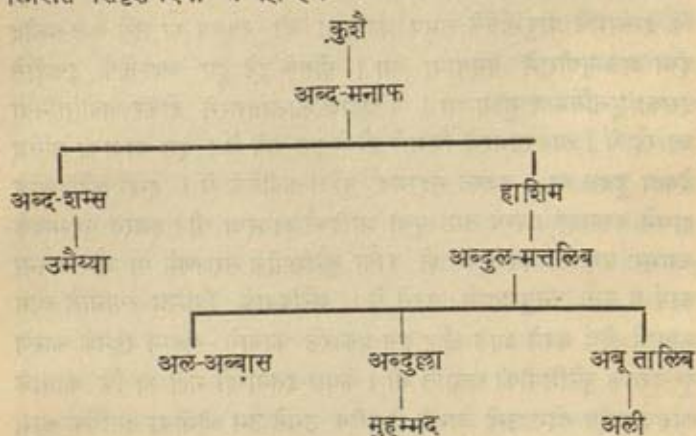 कुशै
अब्द-मनाफ
अब्द-शम्स हाशिम
उमैय्या अब्दुल-मत्तलिब
अल-अब्बास अब्दुल्ला अबू तालिब
मुहम्मद अली